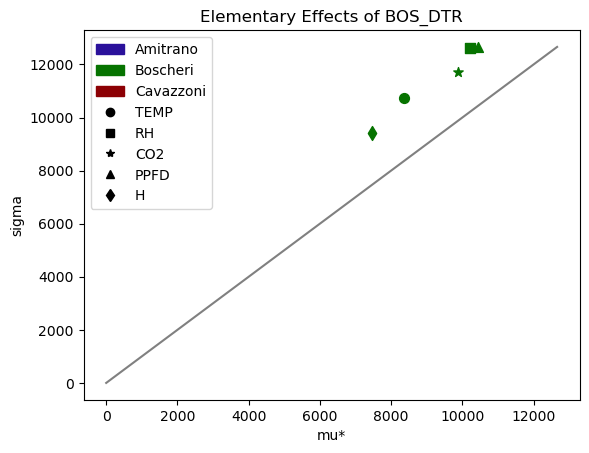 Elementary Effects of BOS_DTR
Amitrano
Boscheri
Cavazzoni
TEMP
RH
CO2
PPFD
H
sigma
12000
10000
8000
6000
4000
2000
0
0 2000 4000 6000 8000 10000 12000
mu*